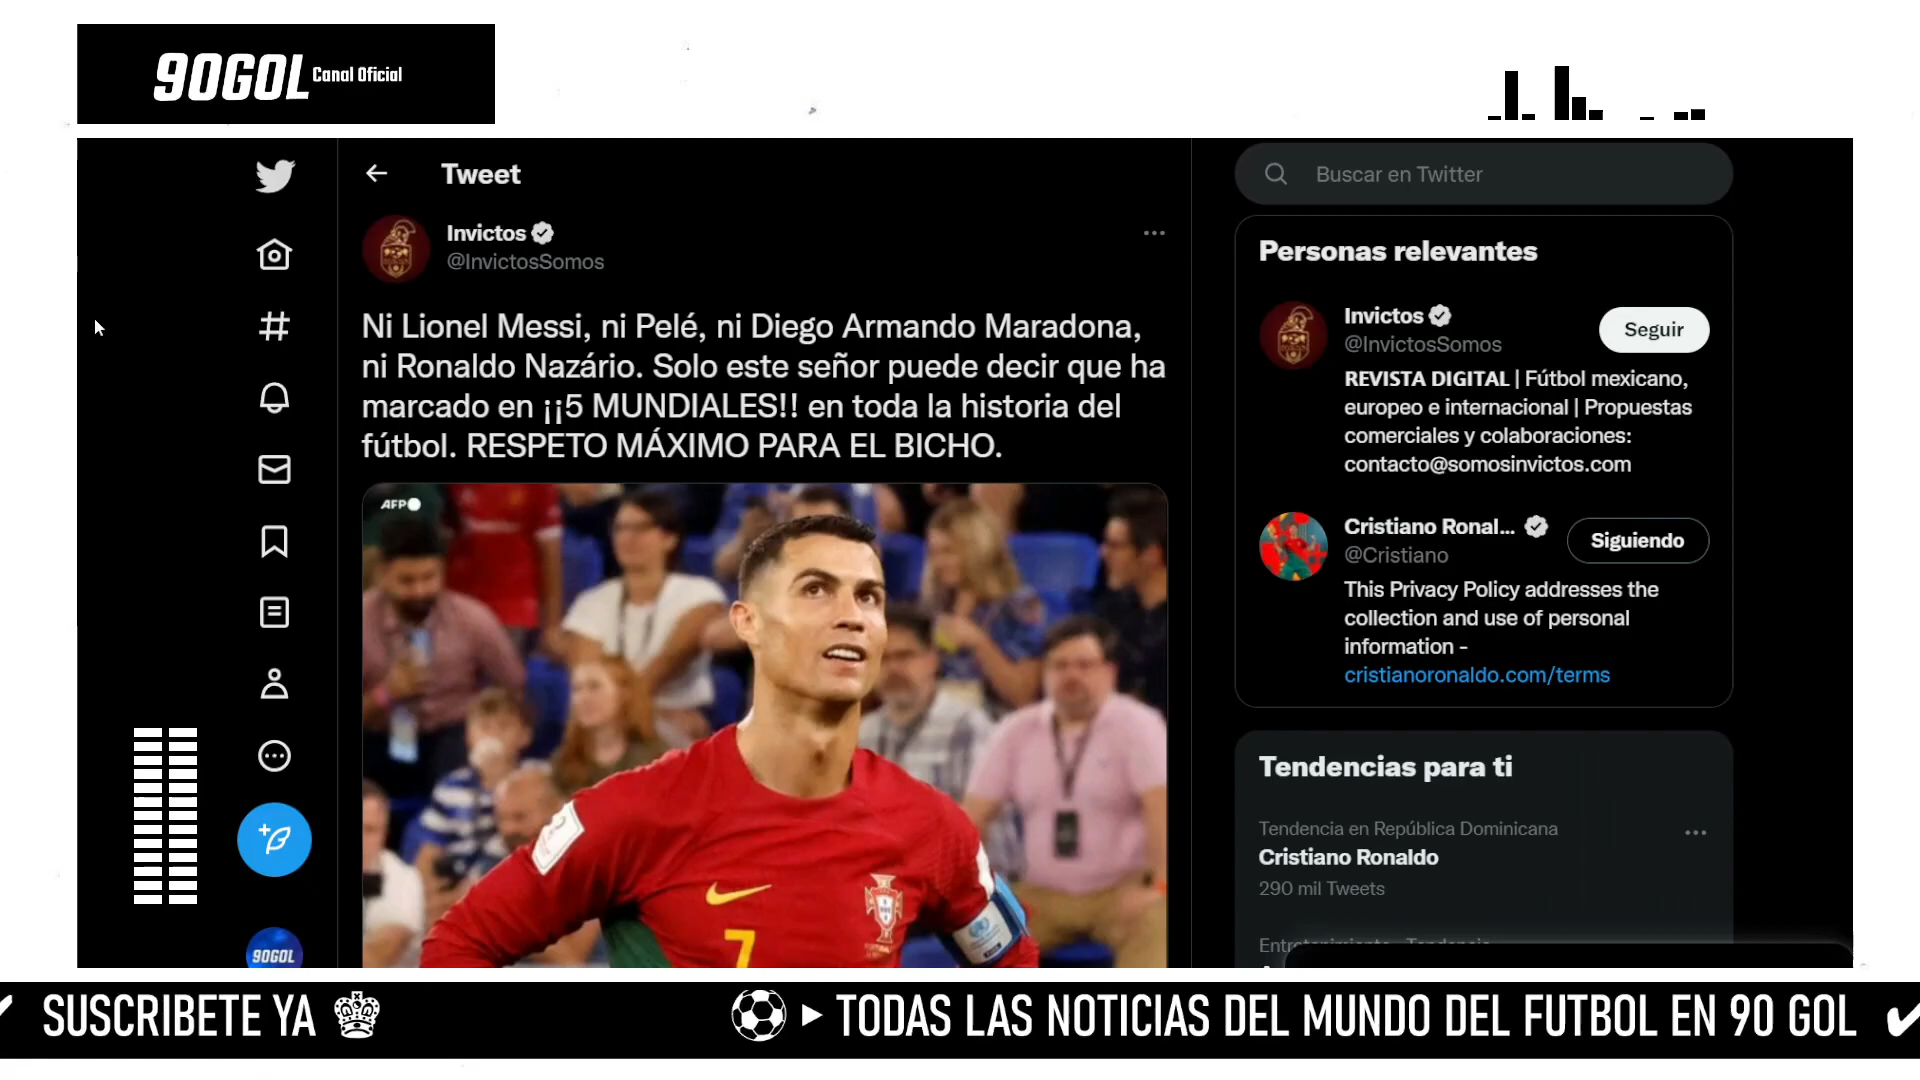 90GOL Canal Oficial
Tweet
Invictos
@InvictosSomos
Ni Lionel Messi, ni Pelé, ni Diego Armando Maradona,
ni Ronaldo Nazário. Solo este señor puede decir que ha
marcado en ¡¡5 MUNDIALES!! en toda la historia del
fútbol. RESPETO MÁXIMO PARA EL BICHO.
AFP
7
PORTUGAL
90GOL
Buscar en Twitter
Personas relevantes
Invictos
@InvictosSomos
Seguir
REVISTA DIGITAL | Fútbol mexicano,
europeo e internacional | Propuestas
comerciales y colaboraciones:
contacto@somosinvictos.com
Cristiano Ronal...
@Cristiano
Siguiendo
This Privacy Policy addresses the
collection and use of personal
information -
cristianoronaldo.com/terms
Tendencias para ti
Tendencia en República Dominicana
Cristiano Ronaldo
290 mil Tweets
Entretenimiento · Tendencia
SUSCRIBETE YA
TODAS LAS NOTICIAS DEL MUNDO DEL FUTBOL EN 90 GOL